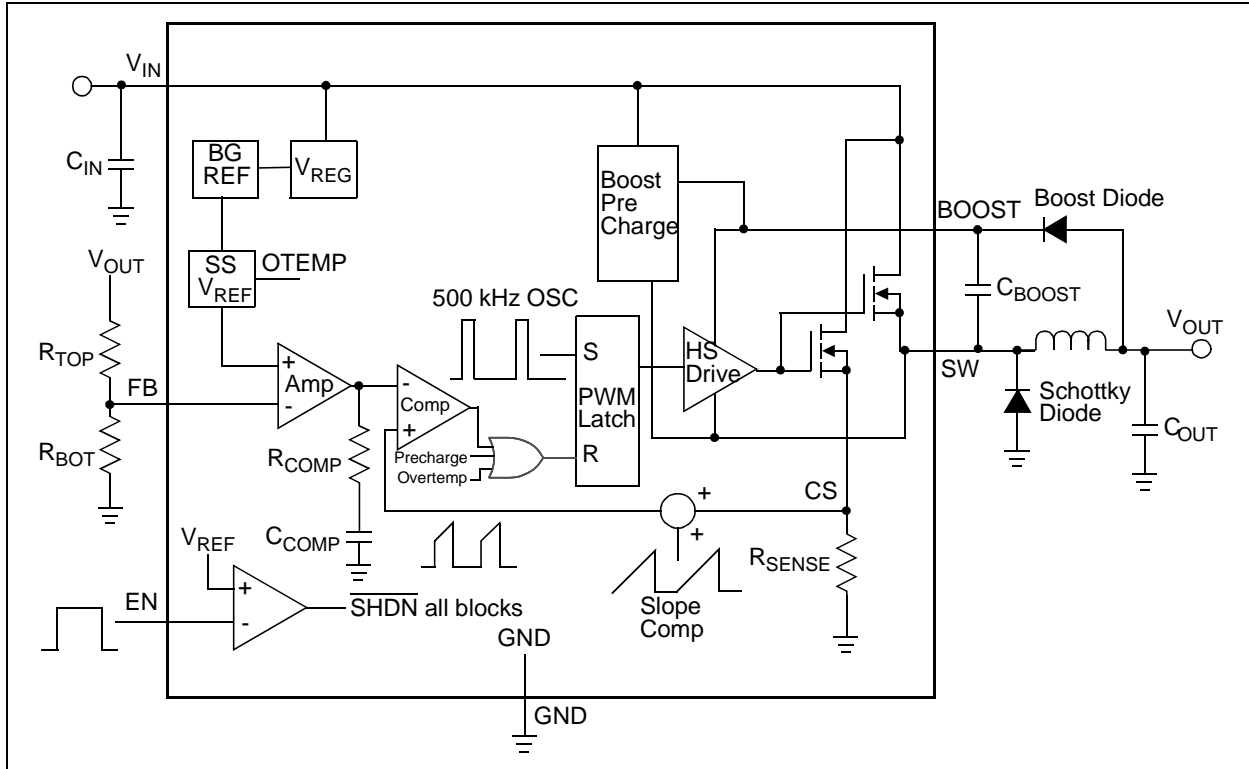 VIN
CIN
BG
REF
VREG
Boost
Pre
Charge
BOOST
Boost Diode
VOUT
SS
VREF
OTEMP
CBOOST
500 kHz OSC
VOUT
RTOP
S
HS
Drive
SW
FB
+
Amp
-
-
Comp
+
PWM
Latch
Schottky
Diode
COUT
RBOT
RCOMP
Precharge
Overtemp
R
CS
+
+
CCOMP
RSENSE
VREF
Slope
Comp
EN
+
-
SHDN all blocks
GND
GND